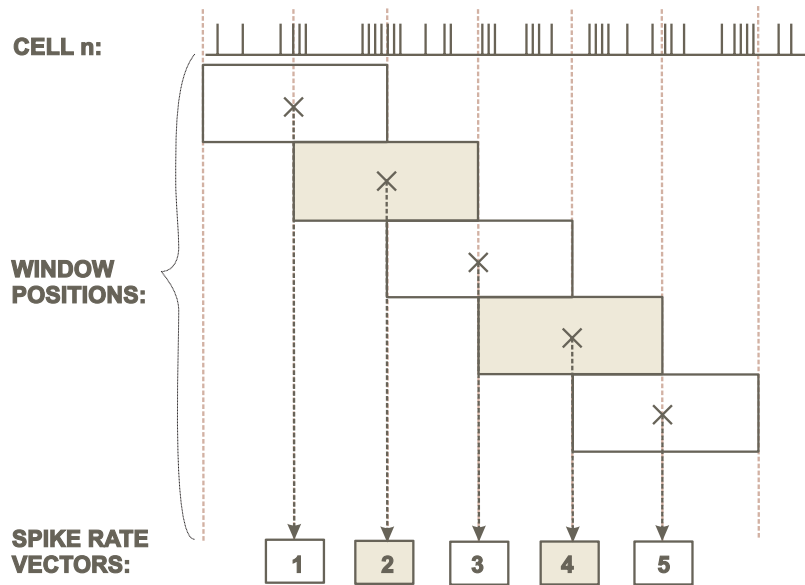 CELL n:
WINDOW
POSITIONS:
SPIKE RATE
VECTORS:
1 2 3 4 5